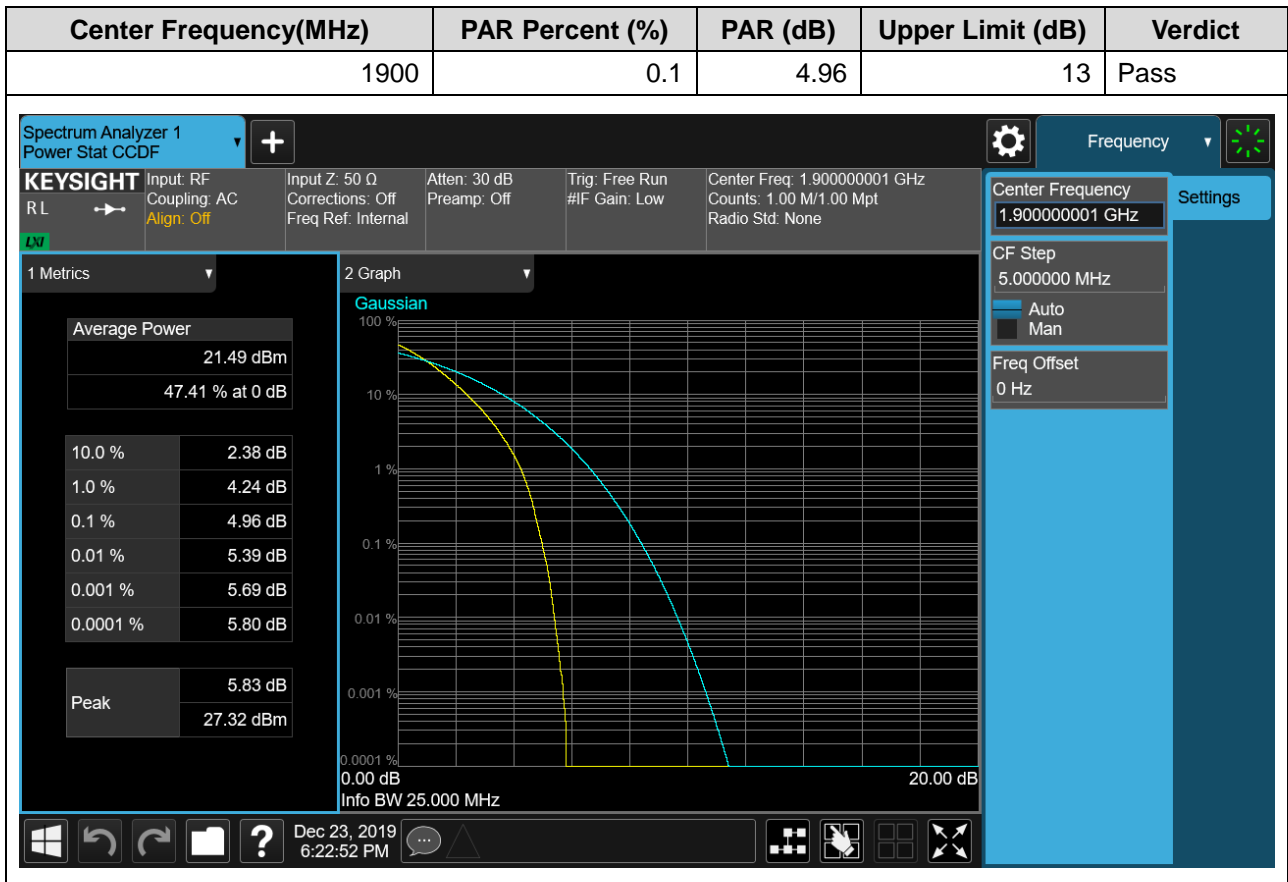 Center Frequency(MHz) PAR Percent (%) PAR (dB) Upper Limit (dB) Verdict
1900 0.1 4.96 13 Pass
Spectrum Analyzer 1
Power Stat CCDF
+
Frequency
KEYSIGHT
R L
LXI
Input: RF
Coupling: AC
Align: Off
Input Z: 50 Ω
Corrections: Off
Freq Ref: Internal
Atten: 30 dB
Preamp: Off
Trig: Free Run
#IF Gain: Low
Center Freq: 1.900000001 GHz
Counts: 1.00 M/1.00 Mpt
Radio Std: None
Center Frequency
1.900000001 GHz
Settings
CF Step
5.000000 MHz
Auto
Man
Freq Offset
0 Hz
1 Metrics
Average Power
21.49 dBm
47.41 % at 0 dB
10.0 % 2.38 dB
1.0 % 4.24 dB
0.1 % 4.96 dB
0.01 % 5.39 dB
0.001 % 5.69 dB
0.0001 % 5.80 dB
Peak
5.83 dB
27.32 dBm
2 Graph
Gaussian
100 %
10 %
1 %
0.1 %
0.01 %
0.001 %
0.0001 %
0.00 dB 20.00 dB
Info BW 25.000 MHz
?
Dec 23, 2019
6:22:52 PM